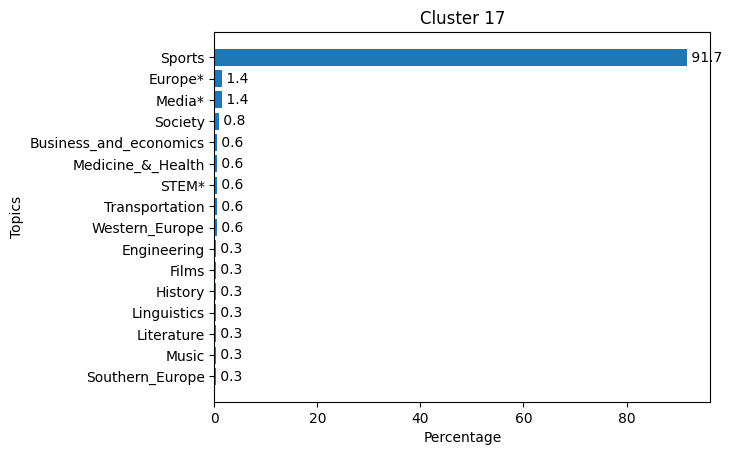 Cluster 17
Topics
Sports 91.7
Europe* 1.4
Media* 1.4
Society 0.8
Business_and_economics 0.6
Medicine_&_Health 0.6
STEM* 0.6
Transportation 0.6
Western_Europe 0.6
Engineering 0.3
Films 0.3
History 0.3
Linguistics 0.3
Literature 0.3
Music 0.3
Southern_Europe 0.3
0 20 40 60 80
Percentage